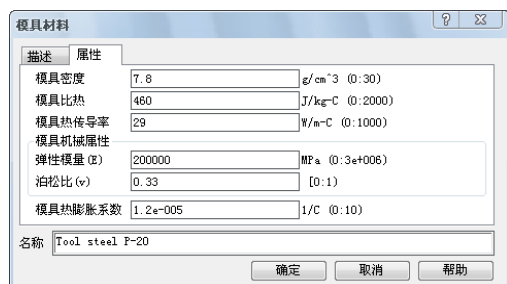 模具材料
描述 属性
模具密度 7.8 g/cm^3 (0:30)
模具比热 460 J/kg-C (0:2000)
模具热传导率 29 W/m-C (0:1000)
模具机械属性
弹性模量(E) 200000 MPa (0:3e+006)
泊松比(v) 0.33 [0:1)
模具热膨胀系数 1.2e-005 1/C (0:10)
名称 Tool steel P-20
确定 取消 帮助